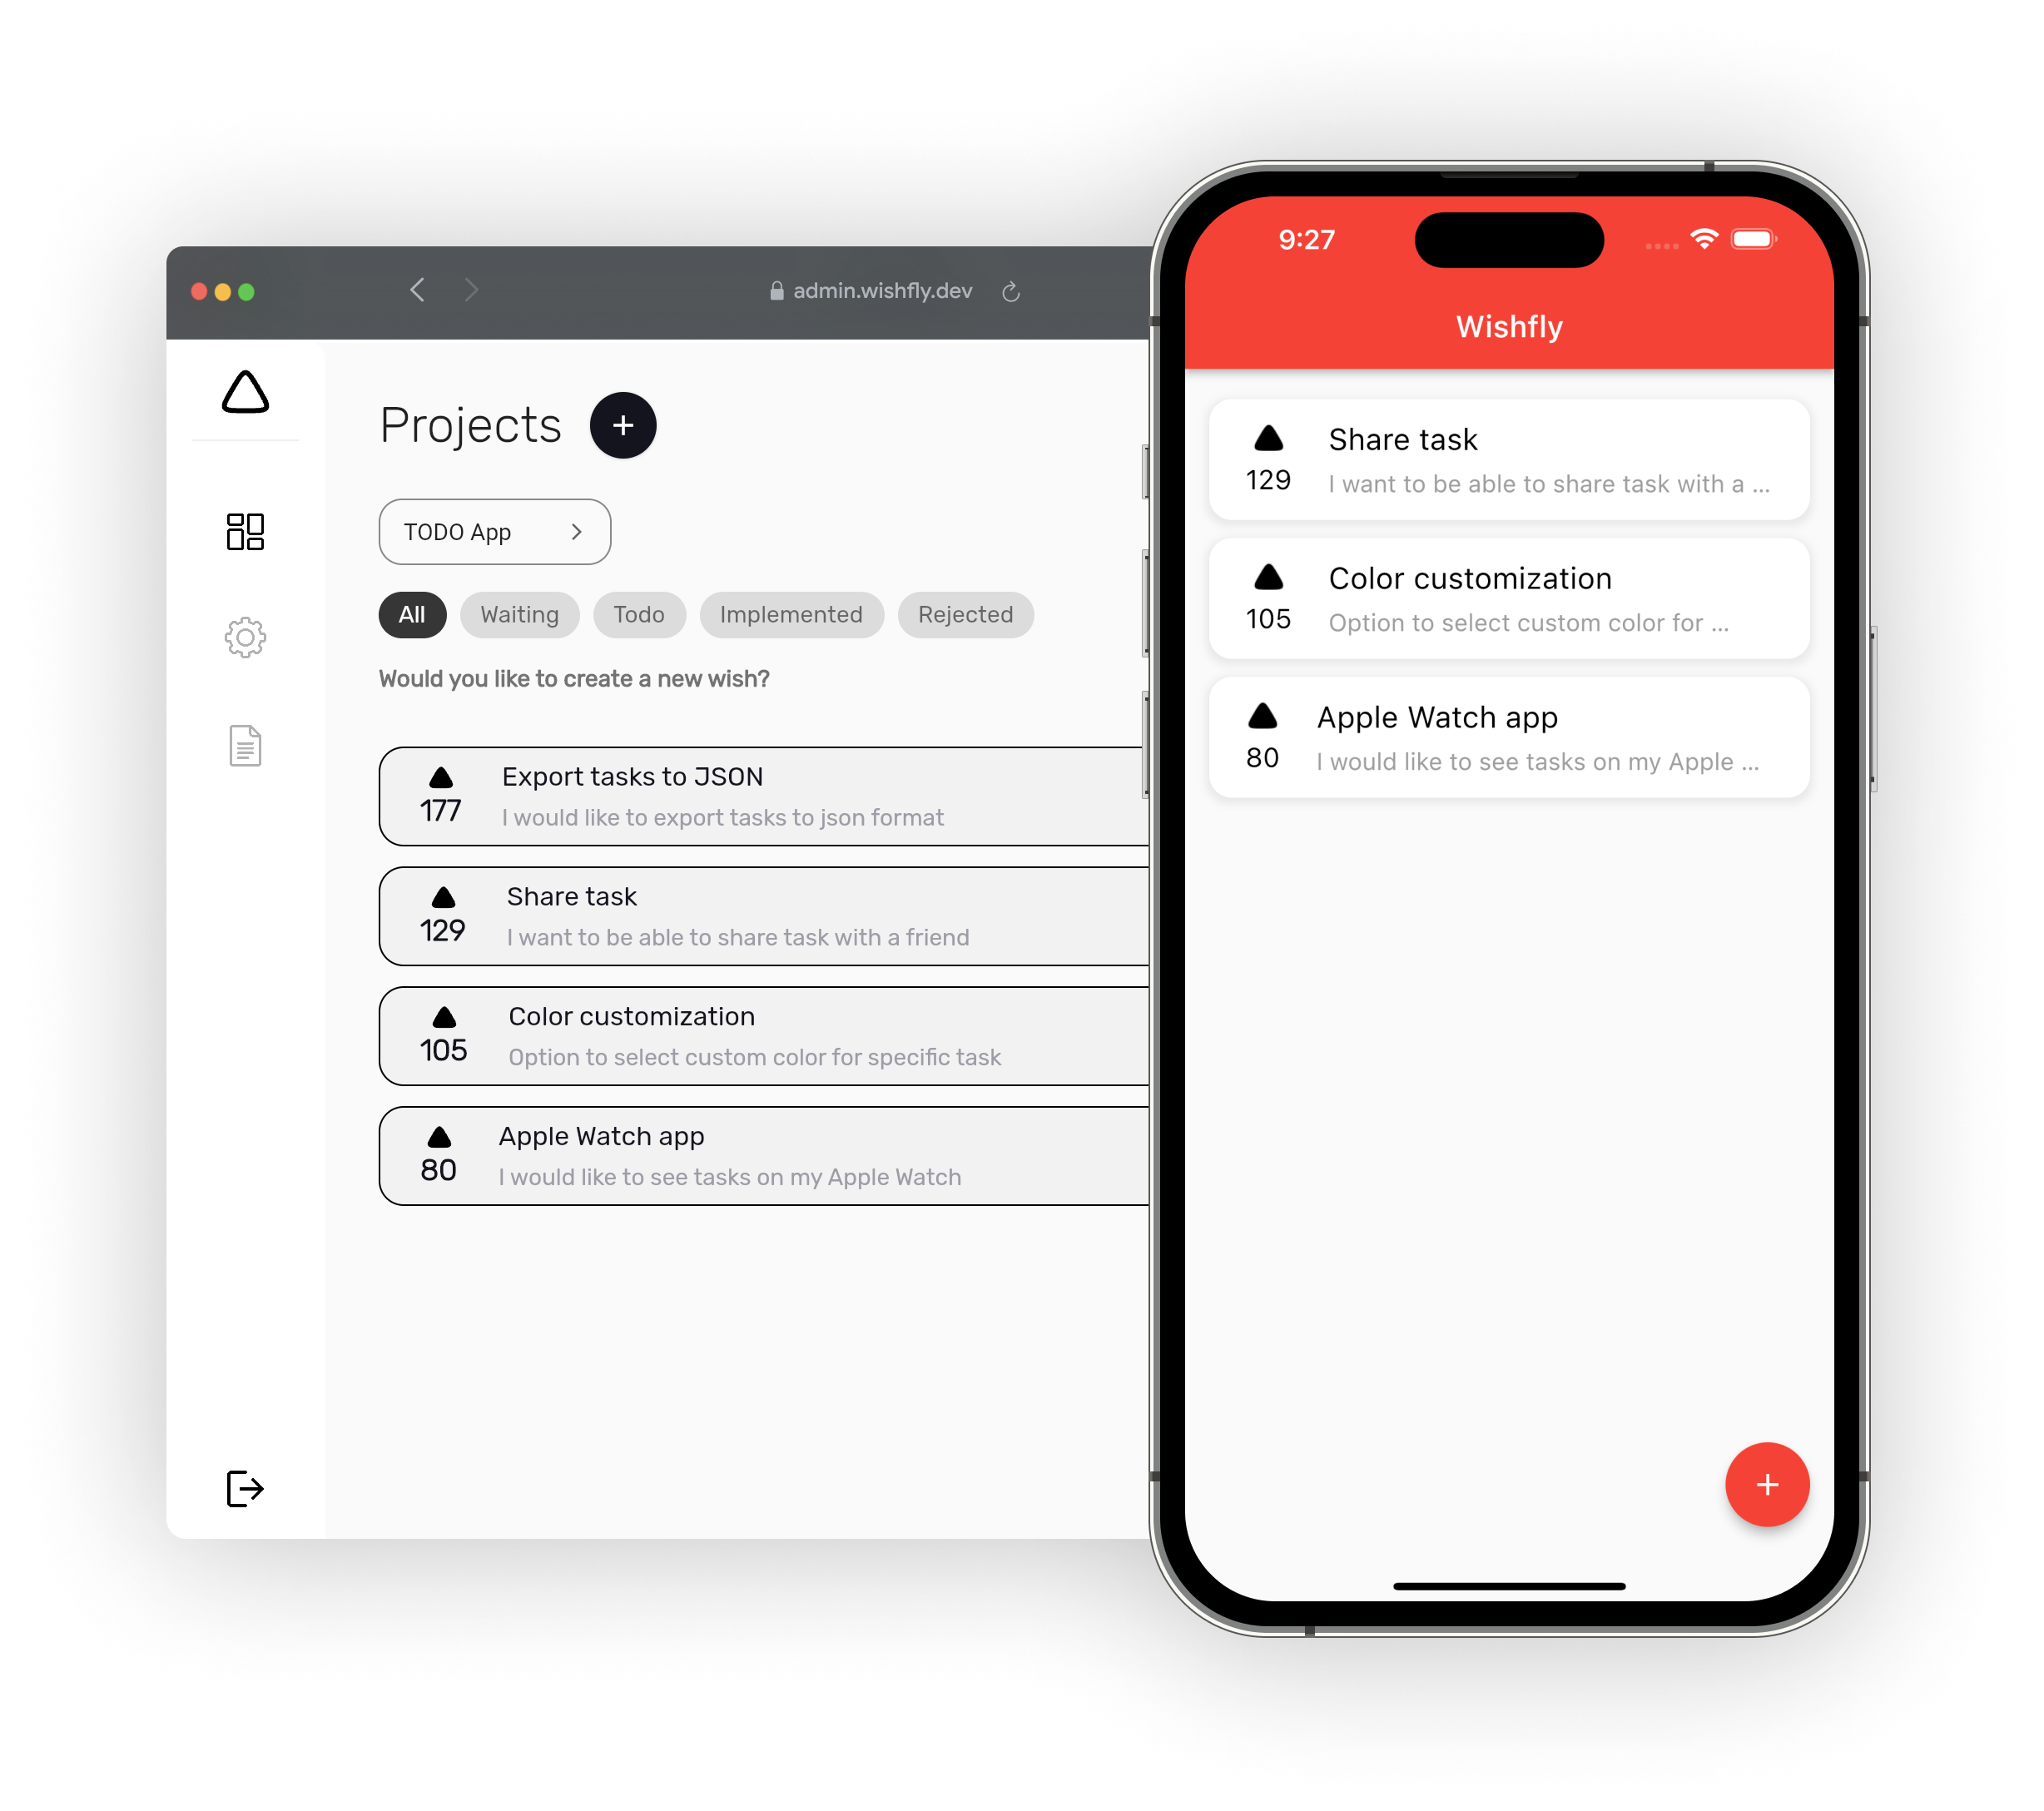 admin.wishfly.dev
Projects
+
TODO App
All Waiting Todo Implemented Rejected
Would you like to create a new wish?
Export tasks to JSON
177
I would like to export tasks to json format
Share task
129
I want to be able to share task with a friend
Color customization
105
Option to select custom color for specific task
Apple Watch app
80
I would like to see tasks on my Apple Watch
9:27
Wishfly
Share task
129
I want to be able to share task with a ...
Color customization
105
Option to select custom color for ...
Apple Watch app
80
I would like to see tasks on my Apple ...
+